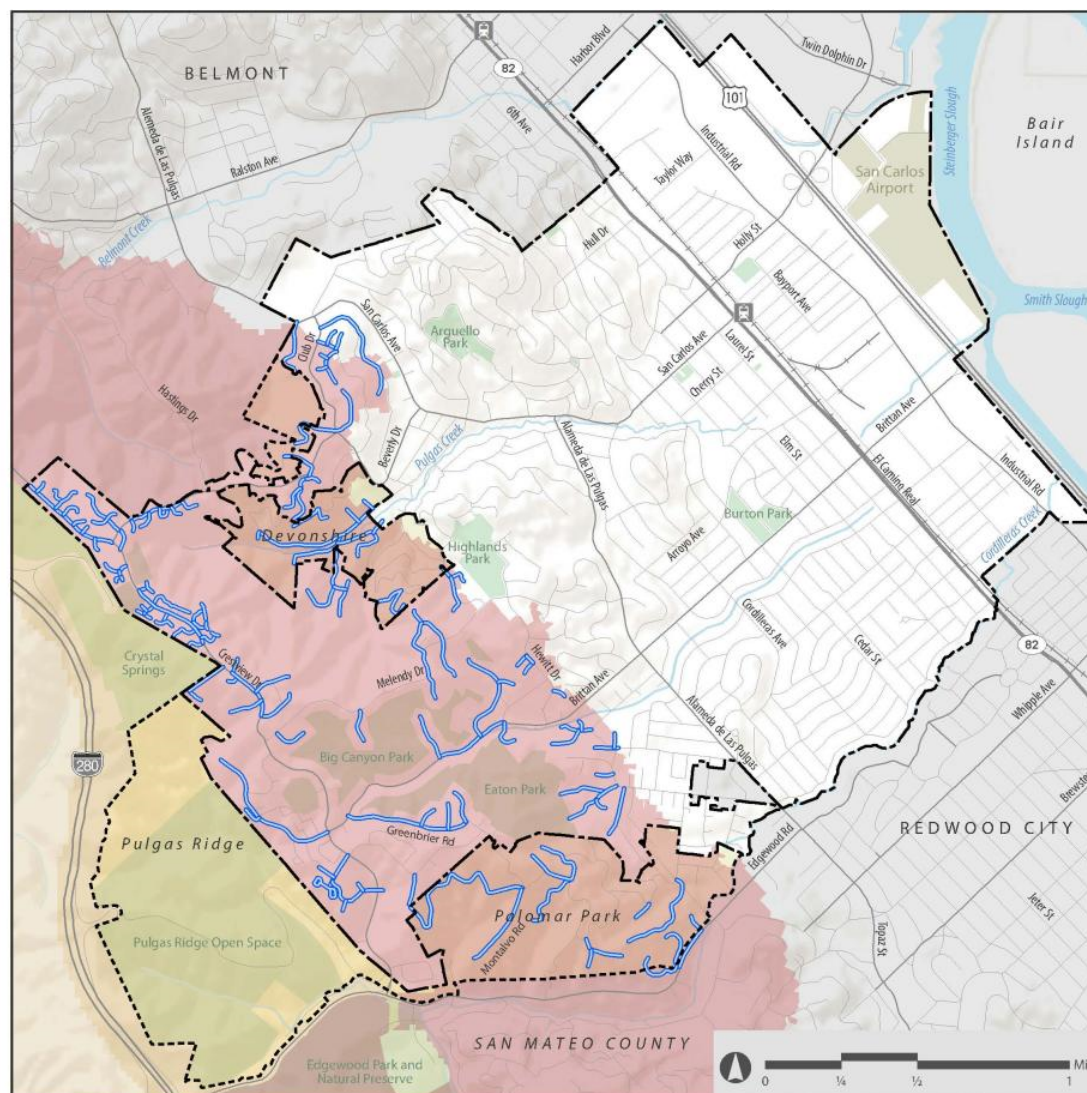 BELMONT
Harbor Blvd
Twin Dolphin Dr
82
101
6th Ave
Alameda de Las Pulgas
Ralston Ave
Steinberger Slough
Bair
Island
Industrial Rd
Taylor Way
San Carlos
Airport
Belmont Creek
Hull Dr
Holly St
Bayport Ave
Smith Slough
San Carlos Ave
Arguello
Park
Club Dr
San Carlos Ave
Laurel St
Cherry St
Hastings Dr
Brittan Ave
Beverly Dr
Pulgas Creek
Alameda de Las Pulgas
Elm St
El Camino Real
Industrial Rd
Burton Park
Devonshire
Highlands
Park
Arroyo Ave
Cordilleras Creek
Cordilleras Ave
Cedar St
82
Crystal
Springs
Crestview Dr
Melendy Dr
Hewitt Dr
Brittan Ave
Whipple Ave
Alameda de Las Pulgas
280
Big Canyon Park
Eaton Park
Greenbrier Rd
Brewste
REDWOOD CITY
Edgewood Rd
Pulgas Ridge
Palomar Park
Jeter St
Montalvo Rd
Topaz St
Pulgas Ridge Open Space
SAN MATEO COUNTY
Edgewood Park and
Natural Preserve
0 ¼ ½ 1 Mi